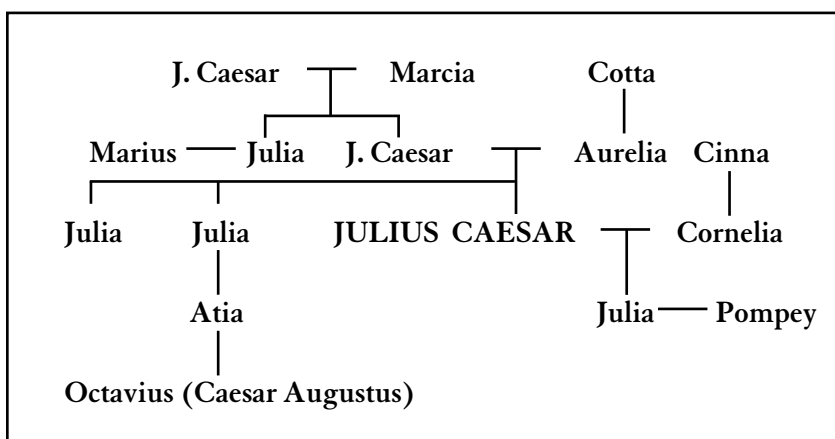 J. Caesar Marcia Cotta
Marius Julia J. Caesar Aurelia Cinna
Julia Julia JULIUS CAESAR Cornelia
Atia Julia Pompey
Octavius (Caesar Augustus)